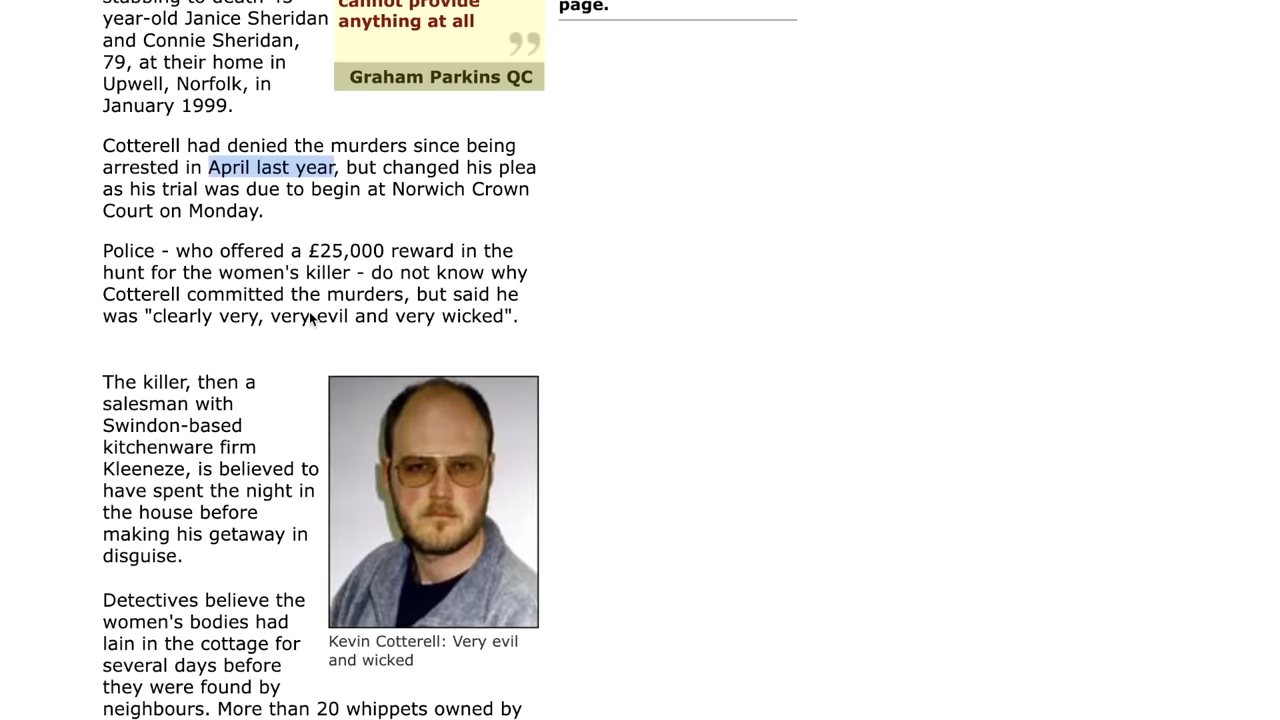 stabbing to death 45-
year-old Janice Sheridan
and Connie Sheridan,
79, at their home in
Upwell, Norfolk, in
January 1999.
cannot provide
anything at all
”
Graham Parkins QC
page.
Cotterell had denied the murders since being
arrested in April last year, but changed his plea
as his trial was due to begin at Norwich Crown
Court on Monday.
Police - who offered a £25,000 reward in the
hunt for the women's killer - do not know why
Cotterell committed the murders, but said he
was "clearly very, very evil and very wicked".
The killer, then a
salesman with
Swindon-based
kitchenware firm
Kleeneze, is believed to
have spent the night in
the house before
making his getaway in
disguise.
Detectives believe the
women's bodies had
lain in the cottage for
several days before
they were found by
neighbours. More than 20 whippets owned by
Kevin Cotterell: Very evil
and wicked